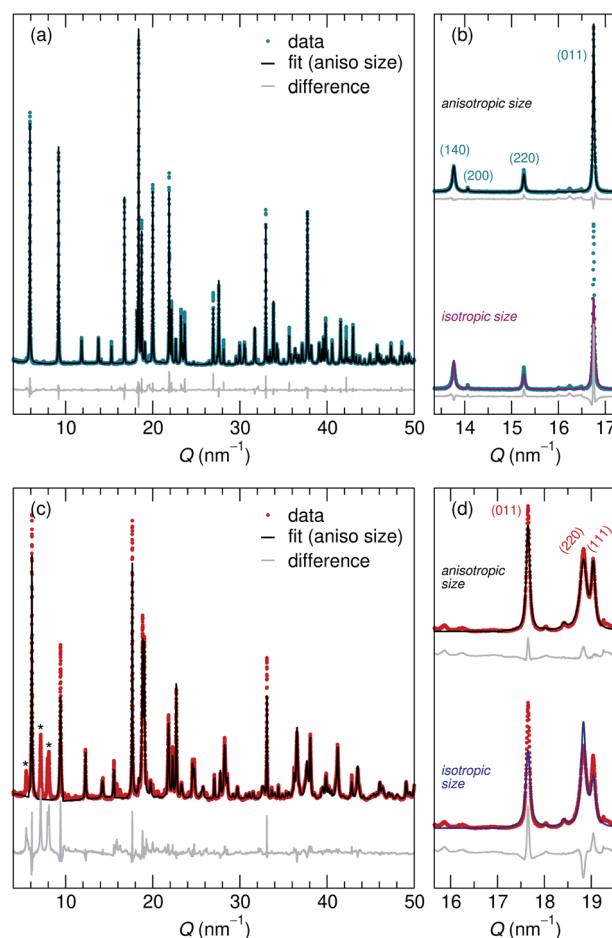 (a)
data
fit (aniso size)
difference
10
20
30
40
50
Q (nm⁻¹)
(b)
(011)
anisotropic size
(140)
(200)
(220)
isotropic size
14
15
16
17
Q (nm⁻¹)
(c)
data
fit (aniso size)
difference
*
*
*
10
20
30
40
50
Q (nm⁻¹)
(d)
(011)
(220)
(111)
anisotropic
size
isotropic
size
16
17
18
19
Q (nm⁻¹)